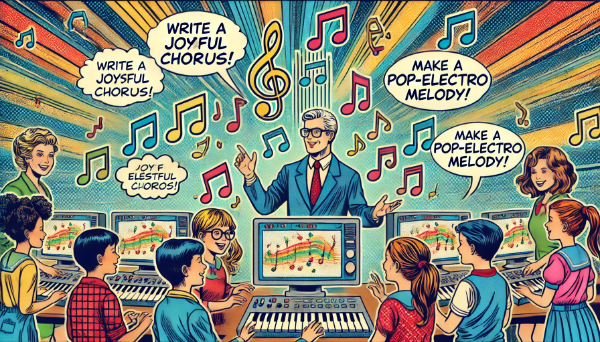 WRITE A
JOYFUL
CHORUS!
WRITE A
JOYSFUL
CHORUS!
JOY F
ELESTFUL
CHOROS!
MAKE A
POP-ELECTRO
MELODY!
MAKE A
POP-ELECTRO
MELODY!